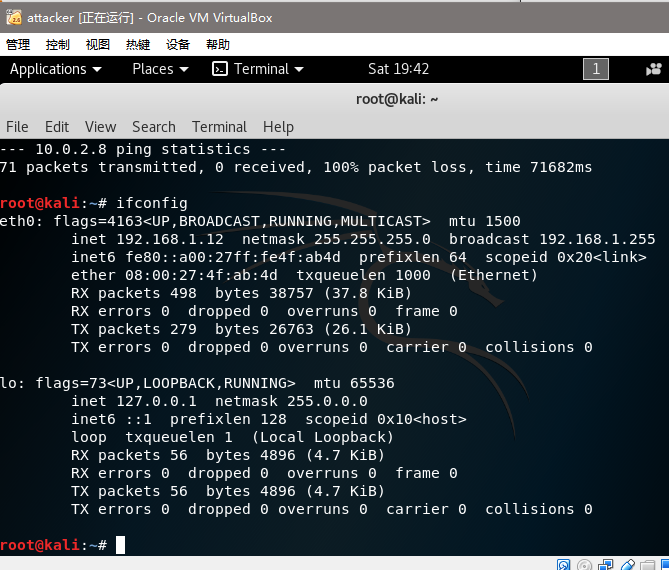 attacker [正在运行] - Oracle VM VirtualBox
管理 控制 视图 热键 设备 帮助
Applications Places Terminal Sat 19:42 1
root@kali: ~
File Edit View Search Terminal Help
--- 10.0.2.8 ping statistics ---
71 packets transmitted, 0 received, 100% packet loss, time 71682ms
root@kali:~# ifconfig
eth0: flags=4163<UP,BROADCAST,RUNNING,MULTICAST>  mtu 1500
        inet 192.168.1.12  netmask 255.255.255.0  broadcast 192.168.1.255
        inet6 fe80::a00:27ff:fe4f:ab4d  prefixlen 64  scopeid 0x20<link>
        ether 08:00:27:4f:ab:4d  txqueuelen 1000  (Ethernet)
        RX packets 498  bytes 38757 (37.8 KiB)
        RX errors 0  dropped 0  overruns 0  frame 0
        TX packets 279  bytes 26763 (26.1 KiB)
        TX errors 0  dropped 0 overruns 0  carrier 0  collisions 0
lo: flags=73<UP,LOOPBACK,RUNNING>  mtu 65536
        inet 127.0.0.1  netmask 255.0.0.0
        inet6 ::1  prefixlen 128  scopeid 0x10<host>
        loop  txqueuelen 1  (Local Loopback)
        RX packets 56  bytes 4896 (4.7 KiB)
        RX errors 0  dropped 0  overruns 0  frame 0
        TX packets 56  bytes 4896 (4.7 KiB)
        TX errors 0  dropped 0 overruns 0  carrier 0  collisions 0
root@kali:~#